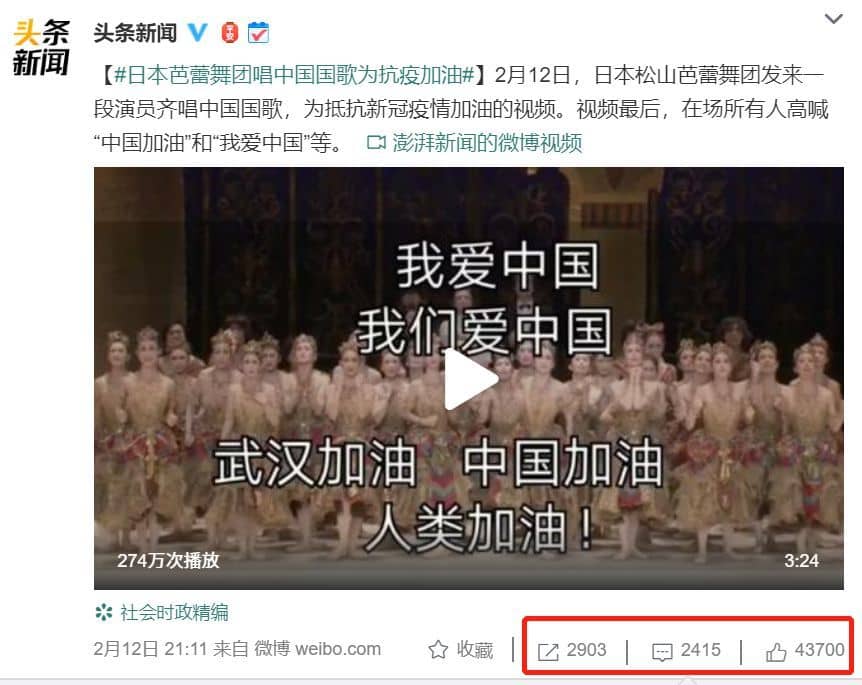 头条
新闻
头条新闻
【#日本芭蕾舞团唱中国国歌为抗疫加油#】2月12日，日本松山芭蕾舞团发来一
段演员齐唱中国国歌，为抵抗新冠疫情加油的视频。视频最后，在场所有人高喊
“中国加油”和“我爱中国”等。 澎湃新闻的微博视频
我爱中国
我们爱中国
武汉加油 中国加油
人类加油！
274万次播放 3:24
社会时政精编
2月12日 21:11 来自 微博 weibo.com 收藏 2903 2415 43700